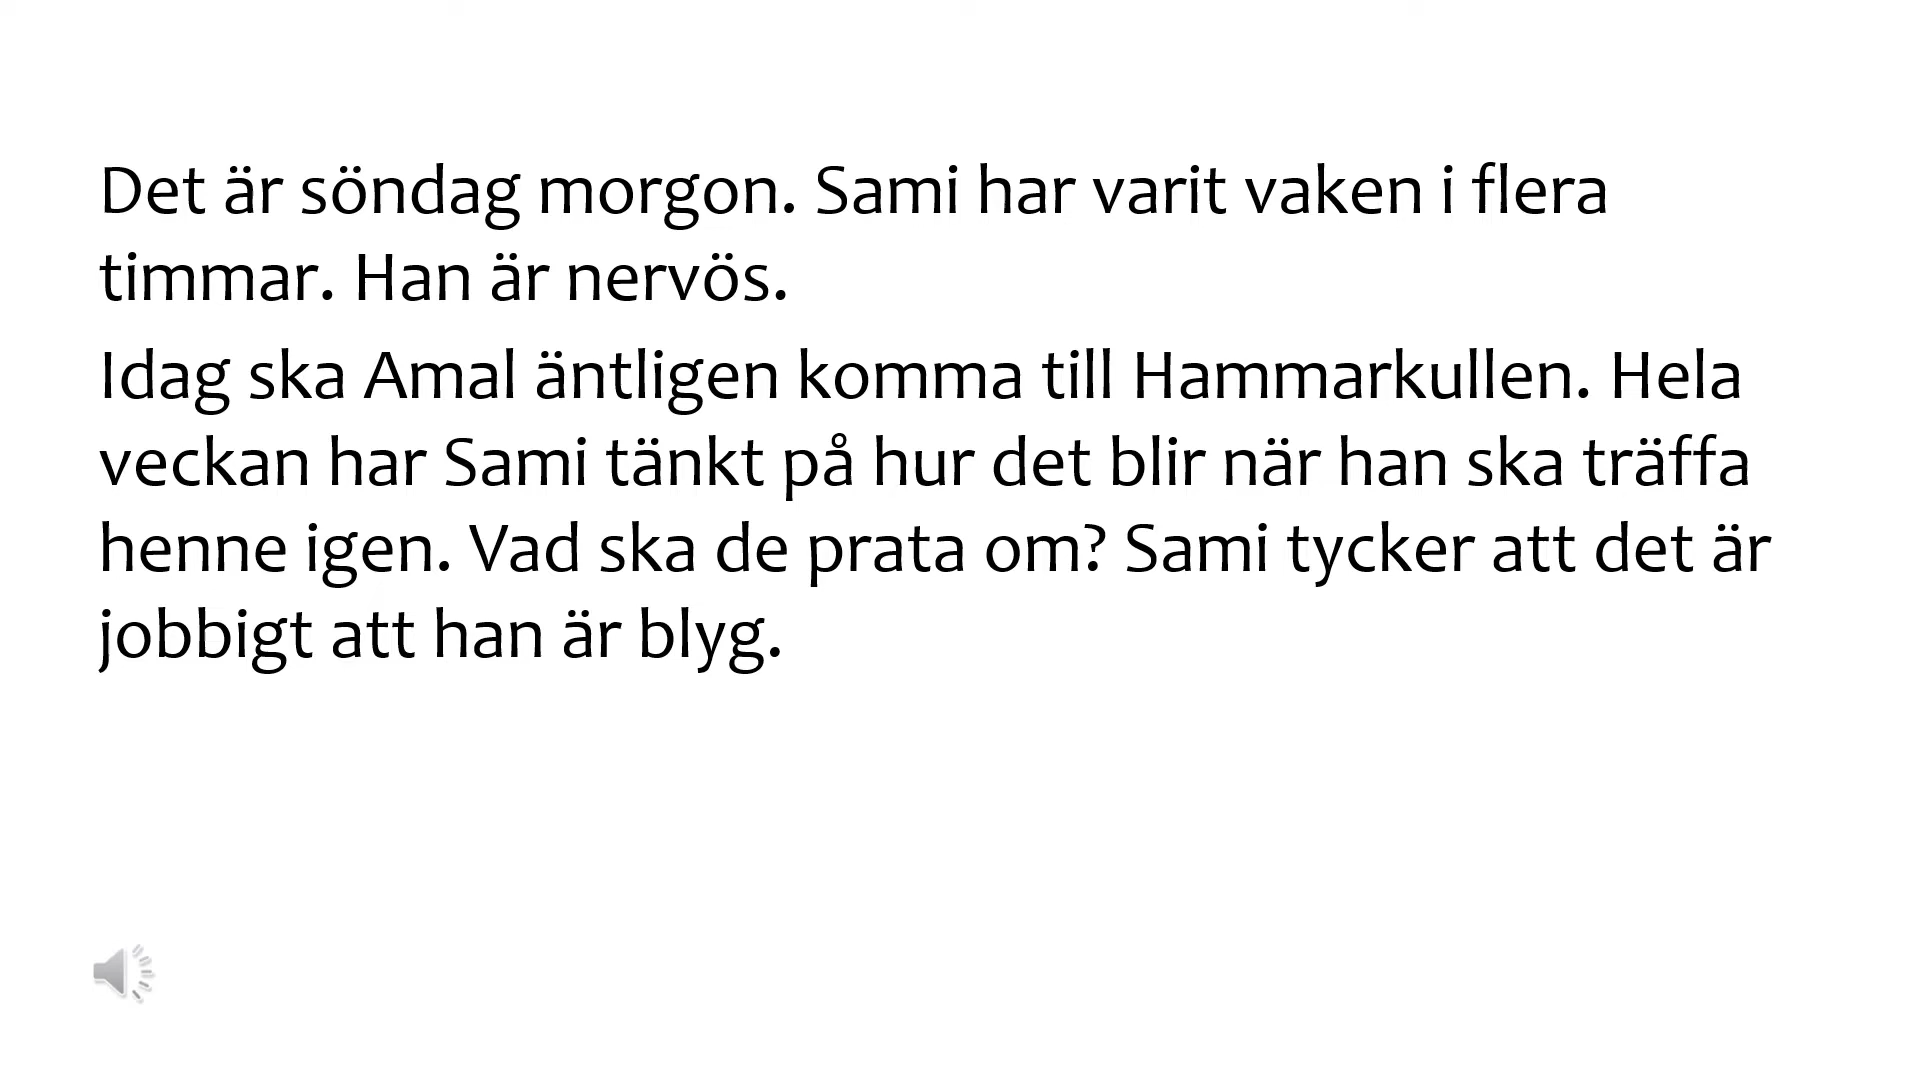 Det är söndag morgon. Sami har varit vaken i flera
timmar. Han är nervös.
Idag ska Amal äntligen komma till Hammarkullen. Hela
veckan har Sami tänkt på hur det blir när han ska träffa
henne igen. Vad ska de prata om? Sami tycker att det är
jobbigt att han är blyg.